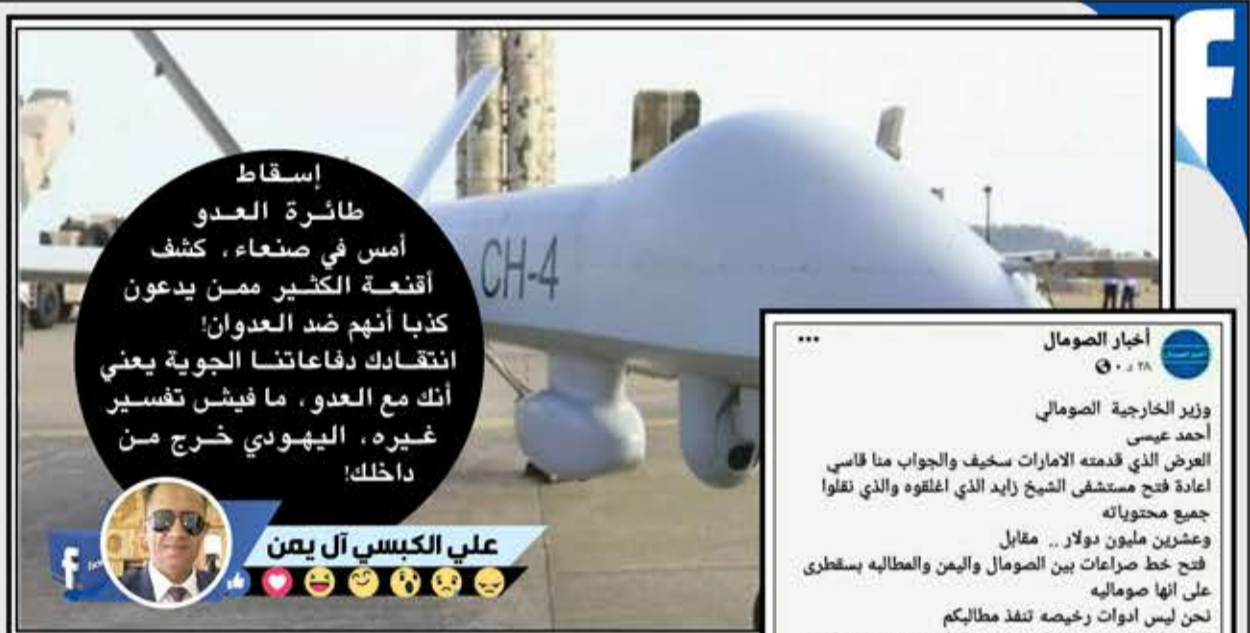 إسقاط
طائرة العدو
أمس في صنعاء، كشف
أقنعة الكثير ممن يدعون
كذبا أنهم ضد العدوان!
انتقادك دفاعاتنا الجوية يعني
أنك مع العدو، ما فيش تفسير
غيره، اليهودي خرج من
داخلك!
علي الكبسي آل يمن
CH-4
أخبار الصومال
٢٨ د
وزير الخارجية الصومالي
أحمد عيسى
العرض الذي قدمته الامارات سخيف والجواب منا قاسي
اعادة فتح مستشفى الشيخ زايد الذي اغلقوه والذي نقلوا
جميع محتوياته
وعشرين مليون دولار .. مقابل
فتح خط صراعات بين الصومال واليمن والمطالبه بسقطرى
على انها صوماليه
نحن ليس ادوات رخيصه تنفذ مطالبكم